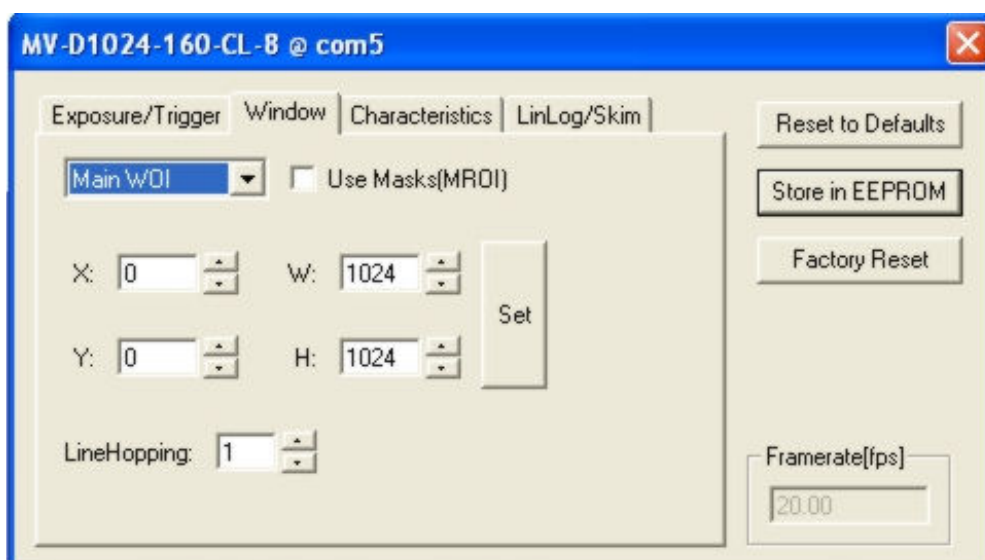 MV-D1024-160-CL-8 @ com5
Exposure/Trigger Window Characteristics LinLog/Skim
Reset to Defaults
Main WOI Use Masks(MROI)
Store in EEPROM
Factory Reset
X: 0 W: 1024
Set
Y: 0 H: 1024
LineHopping: 1
Framerate[fps]
20.00